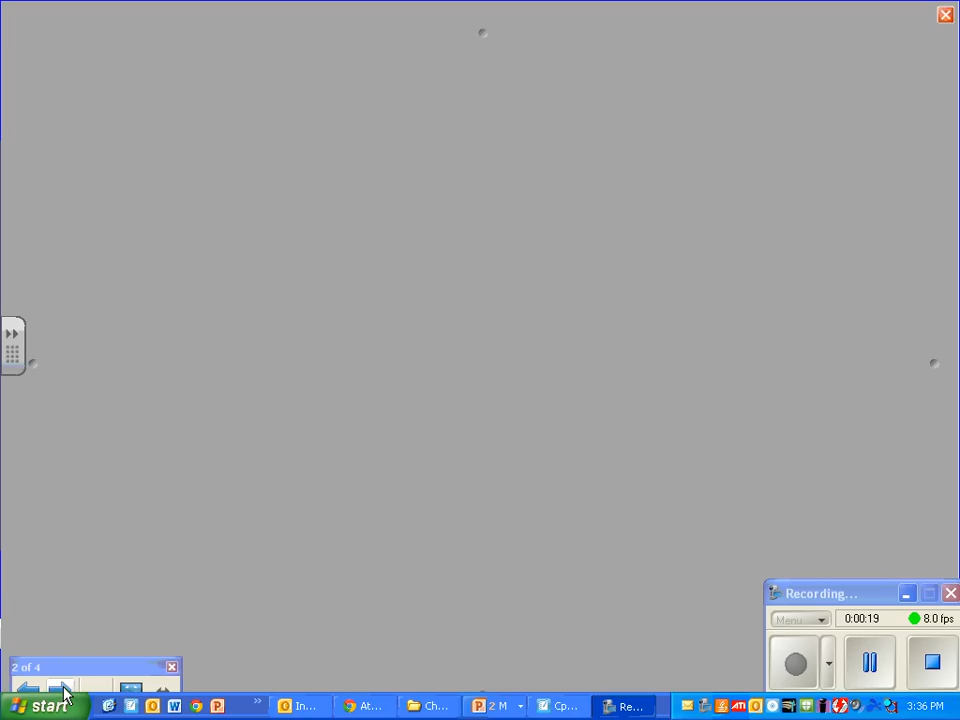 Recording...
Menu
0:00:19
8.0 fps
2 of 4
start
In...
At...
Ch...
2 M
Cp...
Re...
ATI
3:36 PM